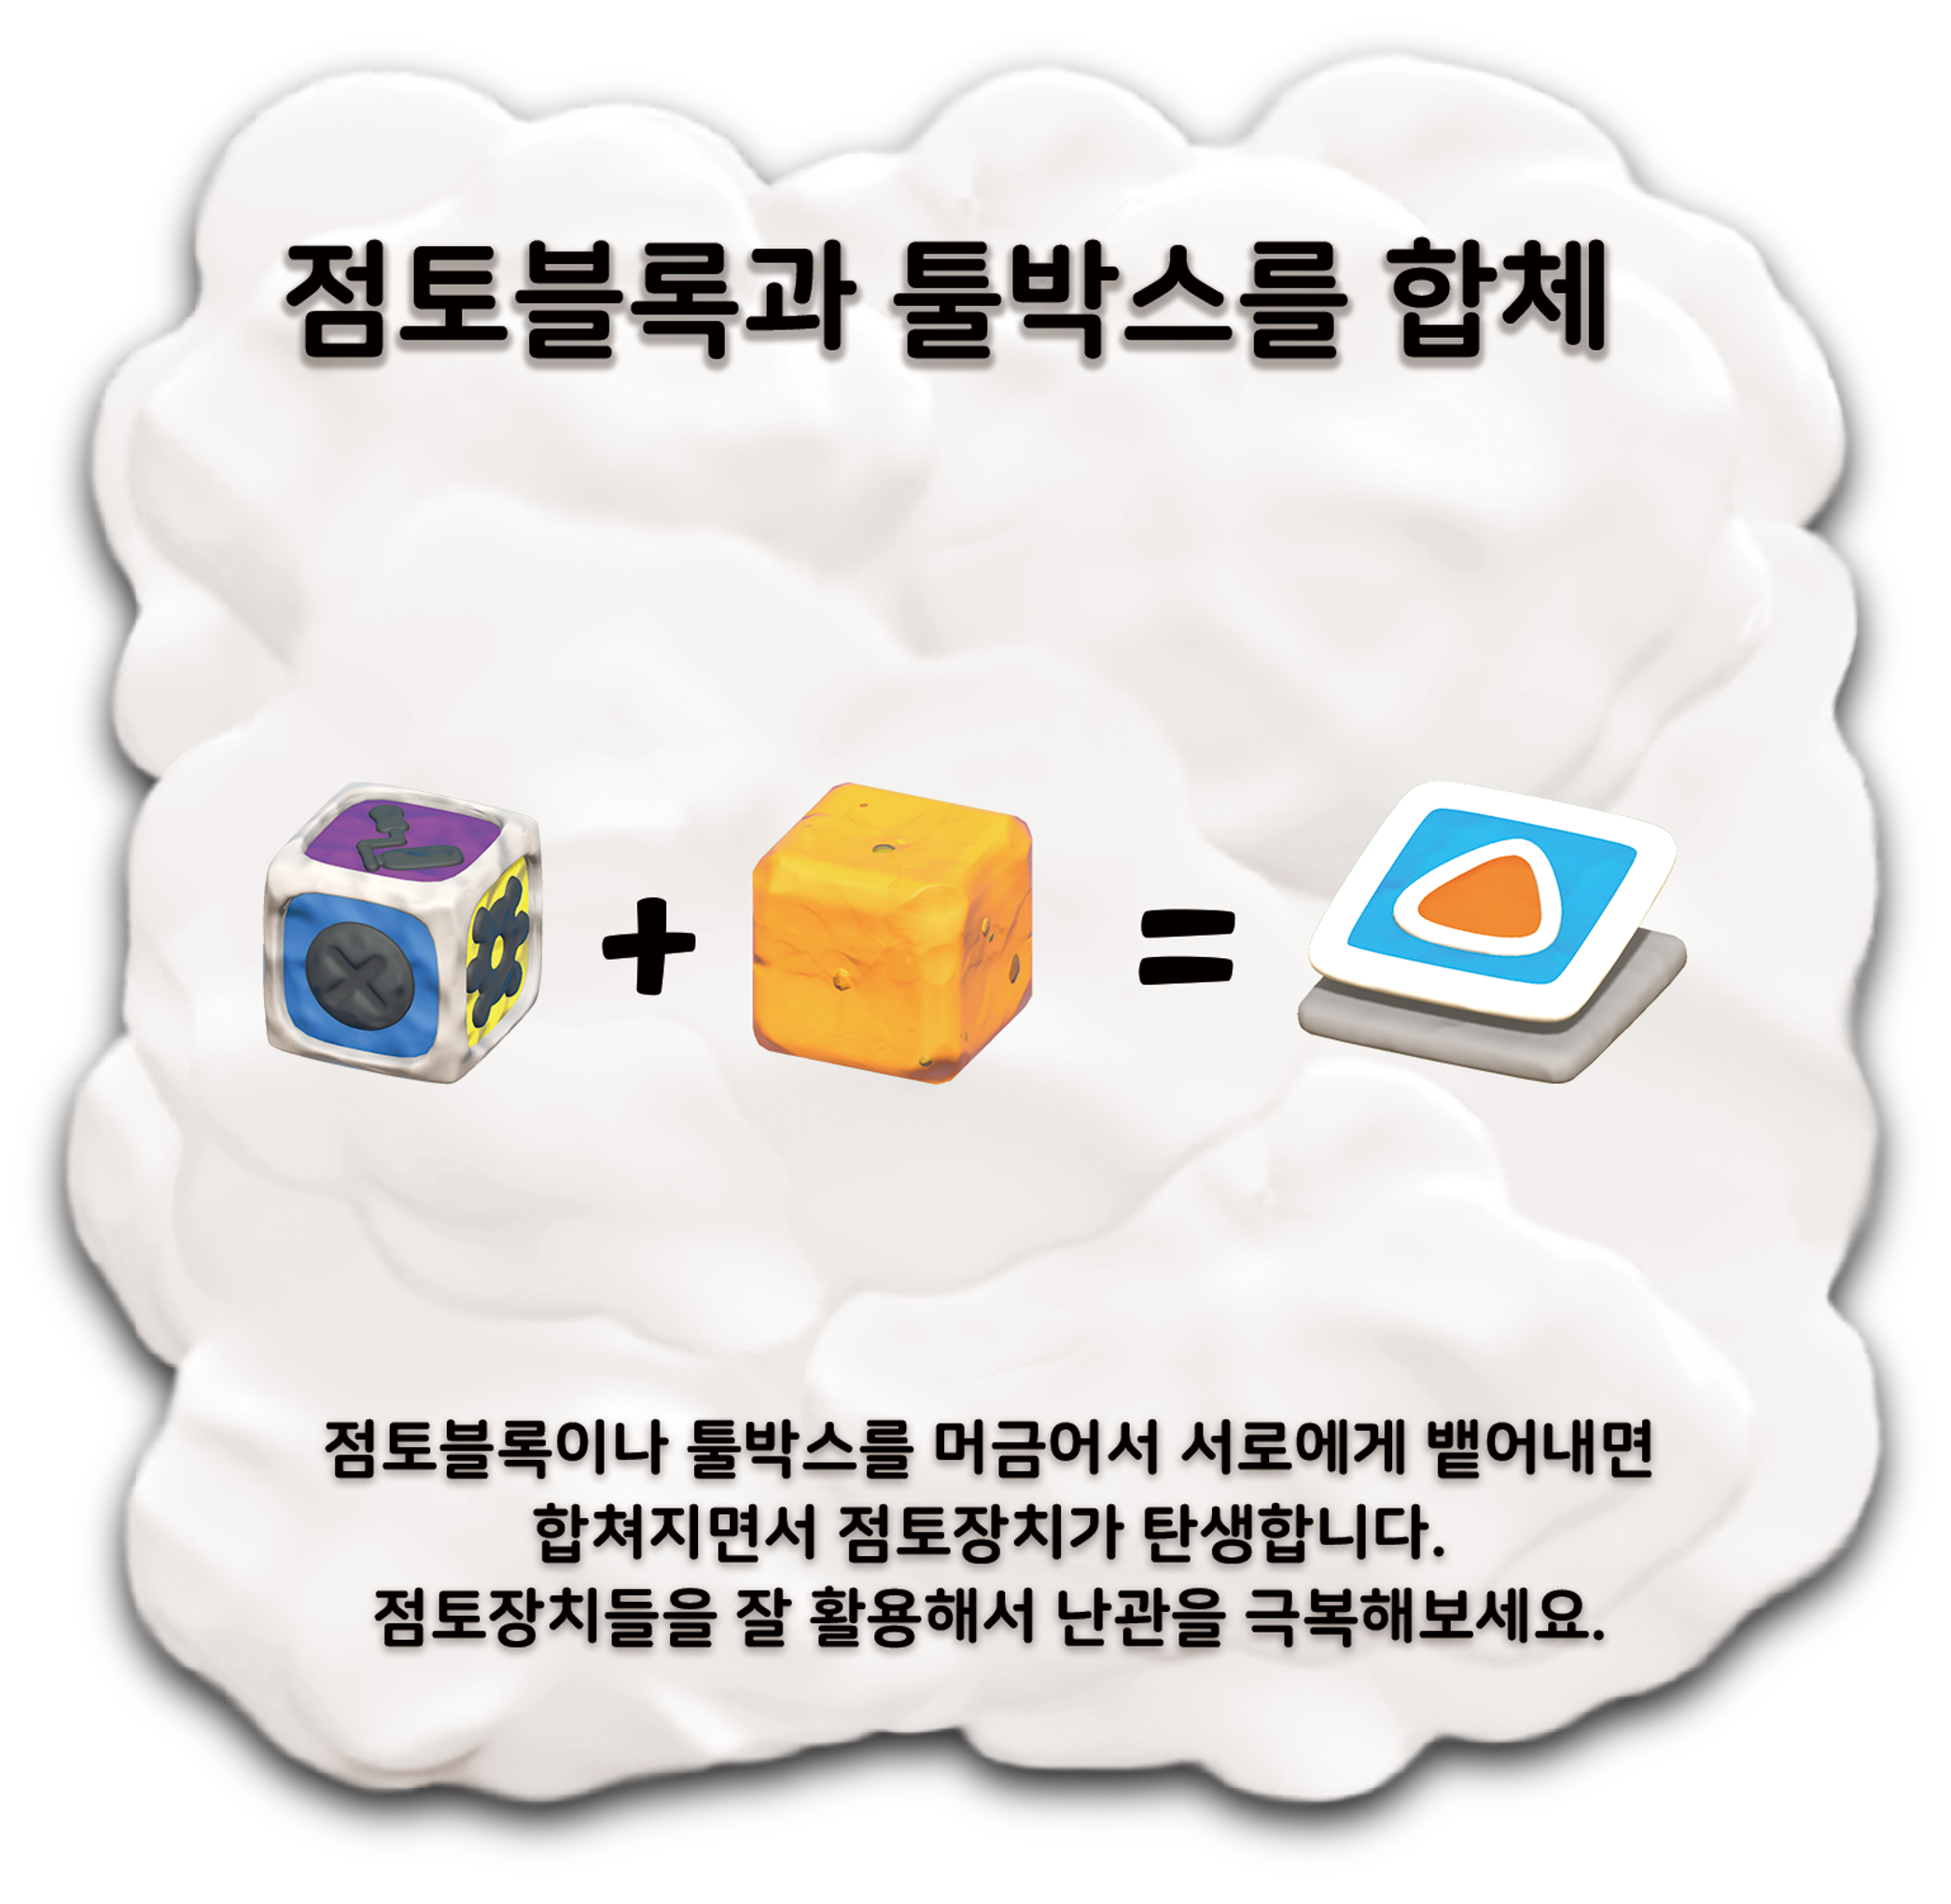 점토블록과 툴박스를 합체
+ =
점토블록이나 툴박스를 머금어서 서로에게 뱉어내면
합쳐지면서 점토장치가 탄생합니다.
점토장치들을 잘 활용해서 난관을 극복해보세요.